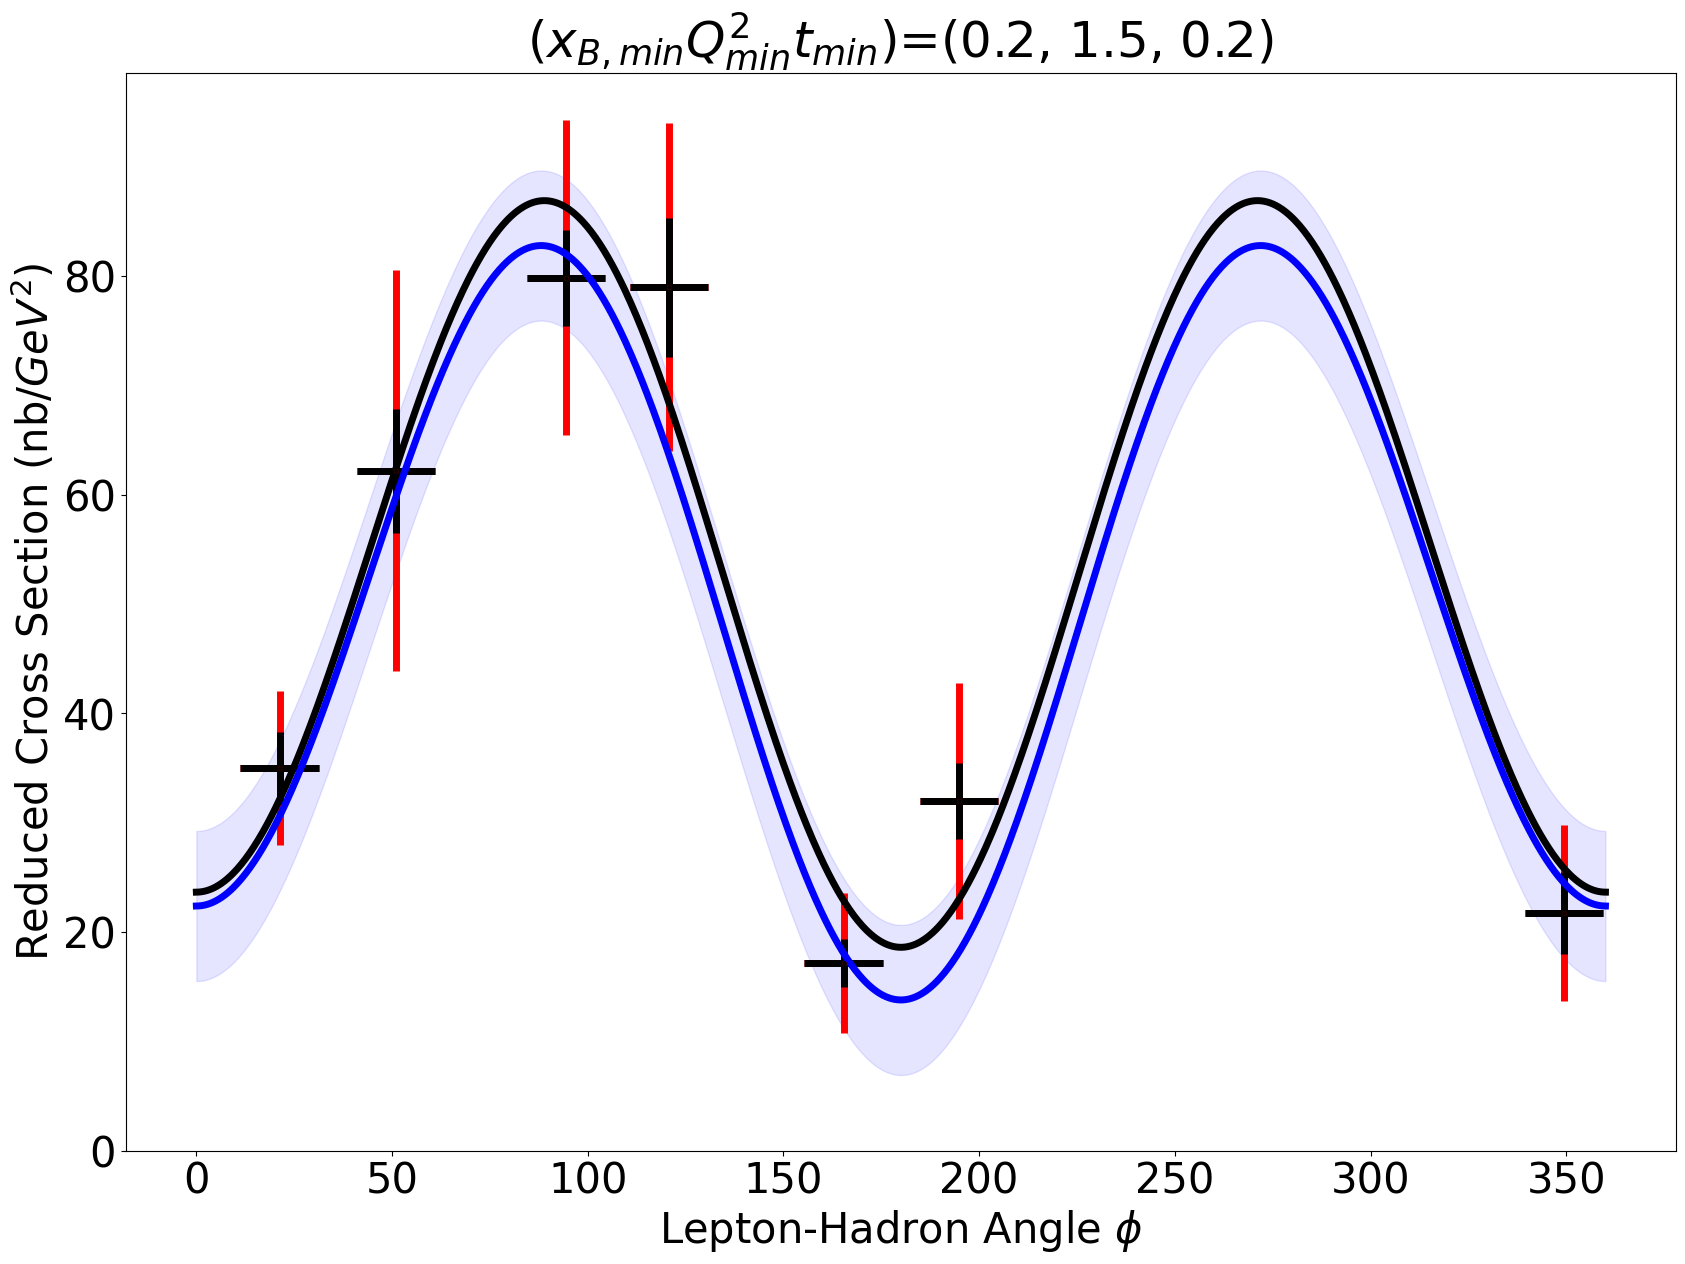 (x_{B,min}Q^2_{min}t_{min})=(0.2, 1.5, 0.2)
Reduced Cross Section (nb/GeV^2)
80
60
40
20
0
0 50 100 150 200 250 300 350
Lepton-Hadron Angle ϕ